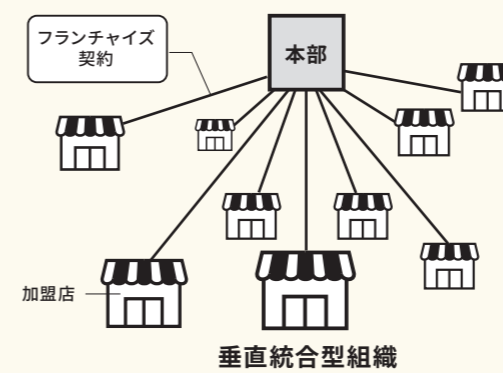 フランチャイズ
契約
本部
加盟店
垂直統合型組織